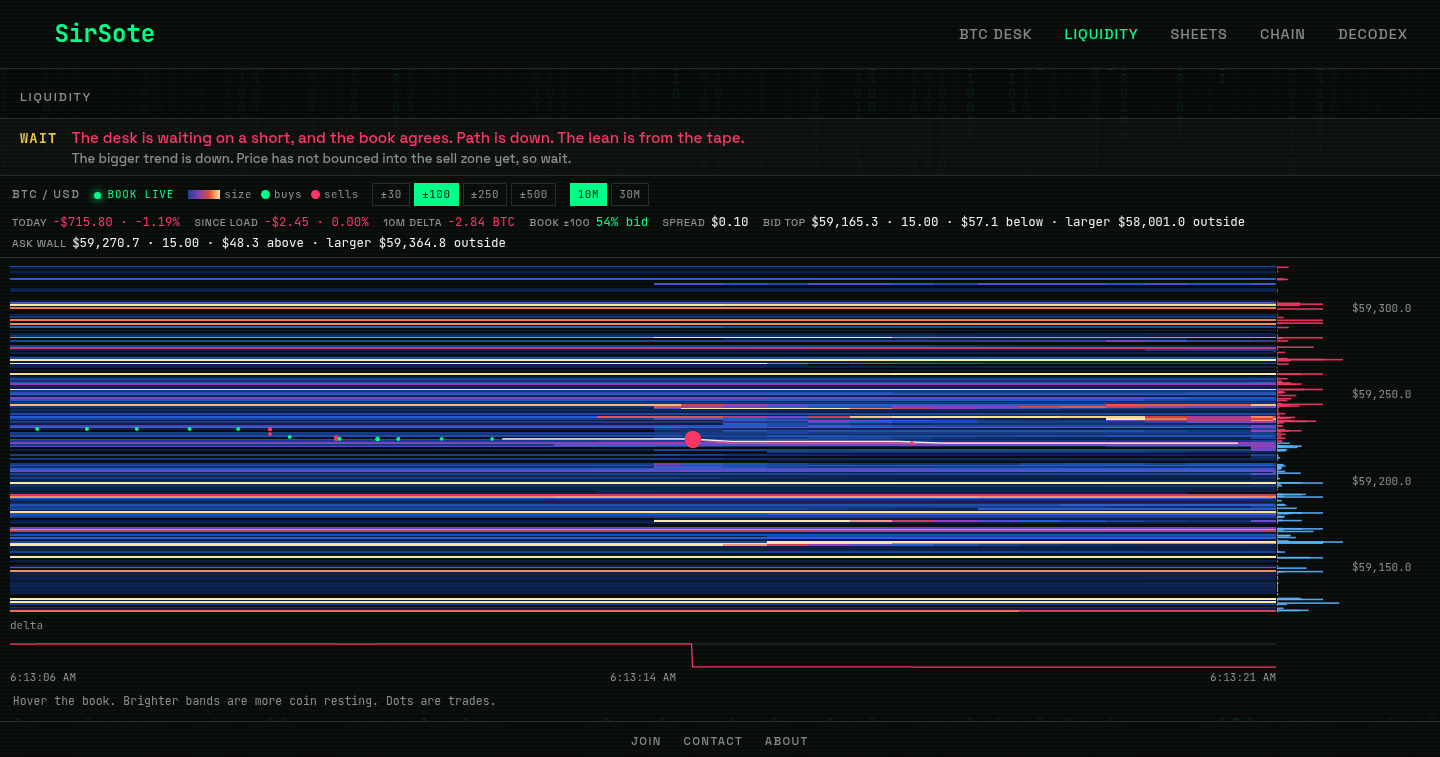 SirSote
BTC DESK LIQUIDITY SHEETS CHAIN DECODEX
LIQUIDITY
WAIT The desk is waiting on a short, and the book agrees. Path is down. The lean is from the tape.
The bigger trend is down. Price has not bounced into the sell zone yet, so wait.
BTC / USD BOOK LIVE size buys sells ±30 ±100 ±250 ±500 10M 30M
TODAY -$715.80 · -1.19% SINCE LOAD -$2.45 · 0.00% 10M DELTA -2.84 BTC BOOK ±100 54% bid SPREAD $0.10 BID TOP $59,165.3 · 15.00 · $57.1 below · larger $58,001.0 outside
ASK WALL $59,270.7 · 15.00 · $48.3 above · larger $59,364.8 outside
$59,300.0
$59,250.0
$59,200.0
$59,150.0
delta
6:13:06 AM 6:13:14 AM 6:13:21 AM
Hover the book. Brighter bands are more coin resting. Dots are trades.
JOIN CONTACT ABOUT